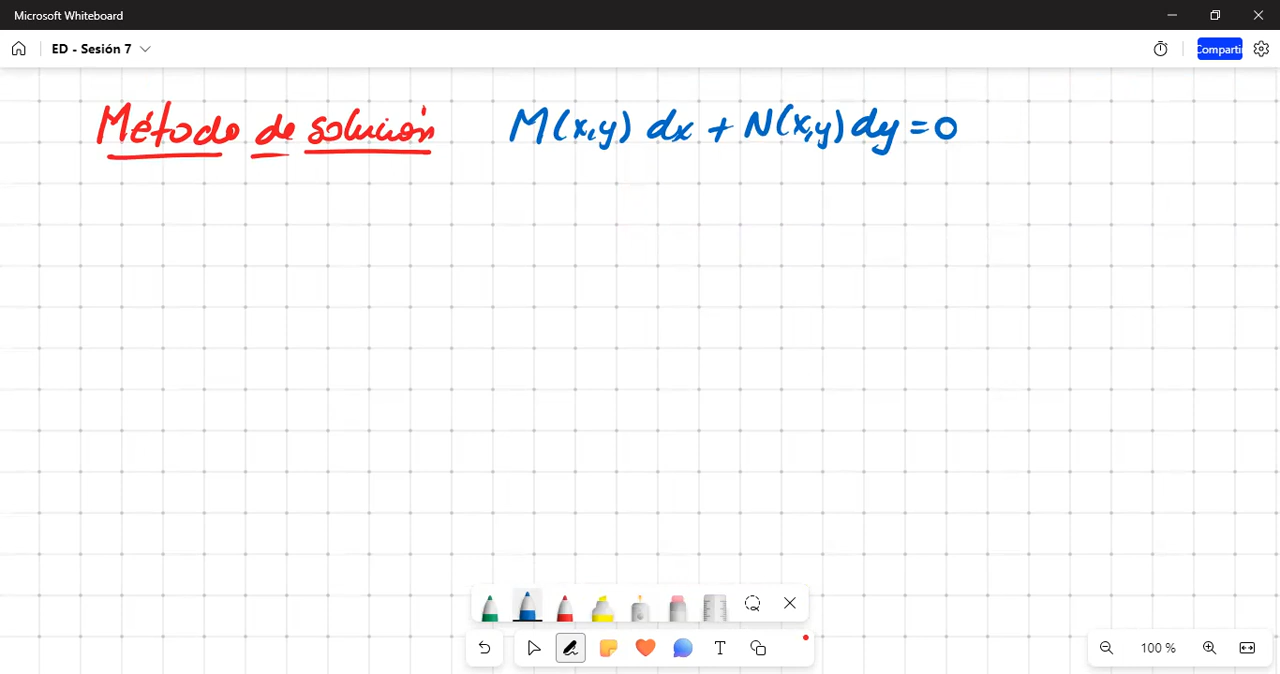 Microsoft Whiteboard
ED - Sesión 7
Comparti
Método de solución M(x,y) dx + N(x,y) dy = 0
T
100 %